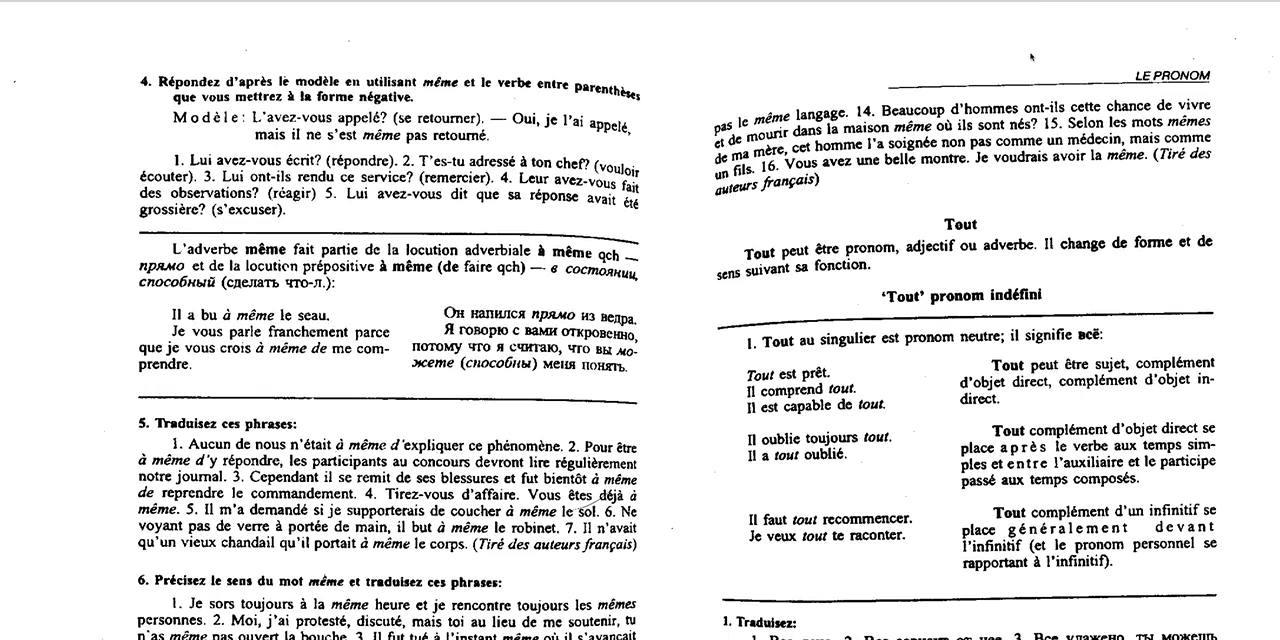 4. Répondez d'après le modèle en utilisant même et le verbe entre parenthèses
que vous mettrez à la forme négative.
Modèle: L'avez-vous appelé? (se retourner). — Oui, je l'ai appelé,
mais il ne s'est même pas retourné.
1. Lui avez-vous écrit? (répondre). 2. T'es-tu adressé à ton chef? (vouloir
écouter). 3. Lui ont-ils rendu ce service? (remercier). 4. Leur avez-vous fait
des observations? (réagir) 5. Lui avez-vous dit que sa réponse avait été
grossière? (s'excuser).
L'adverbe même fait partie de la locution adverbiale à même qch —
прямо et de la locution prépositive à même (de faire qch) — в состоянии,
способный (сделать что-л.):
Il a bu à même le seau.
Je vous parle franchement parce
que je vous crois à même de me com-
prendre.
Он напился прямо из ведра.
Я говорю с вами откровенно,
потому что я считаю, что вы мо-
жете (способны) меня понять.
5. Traduisez ces phrases:
1. Aucun de nous n'était à même d'expliquer ce phénomène. 2. Pour être
à même d'y répondre, les participants au concours devront lire régulièrement
notre journal. 3. Cependant il se remit de ses blessures et fut bientôt à même
de reprendre le commandement. 4. Tirez-vous d'affaire. Vous êtes déjà à
même. 5. Il m'a demandé si je supporterais de coucher à même le sol. 6. Ne
voyant pas de verre à portée de main, il but à même le robinet. 7. Il n'avait
qu'un vieux chandail qu'il portait à même le corps. (Tiré des auteurs français)
6. Précisez le sens du mot même et traduisez ces phrases:
1. Je sors toujours à la même heure et je rencontre toujours les mêmes
personnes. 2. Moi, j'ai protesté, discuté, mais toi au lieu de me soutenir, tu
n'as même pas ouvert la bouche. 3. Il fut tué à l'instant même où il s'avançait
LE PRONOM
pas le même langage. 14. Beaucoup d'hommes ont-ils cette chance de vivre
et de mourir dans la maison même où ils sont nés? 15. Selon les mots mêmes
de ma mère, cet homme l'a soignée non pas comme un médecin, mais comme
un fils. 16. Vous avez une belle montre. Je voudrais avoir la même. (Tiré des
auteurs français)
Tout
Tout peut être pronom, adjectif ou adverbe. Il change de forme et de
sens suivant sa fonction.
'Tout' pronom indéfini
1. Tout au singulier est pronom neutre; il signifie всё:
Tout est prêt.
Il comprend tout.
Il est capable de tout.
Tout peut être sujet, complément
d'objet direct, complément d'objet in-
direct.
Il oublie toujours tout.
Il a tout oublié.
Tout complément d'objet direct se
place après le verbe aux temps sim-
ples et entre l'auxiliaire et le participe
passé aux temps composés.
Il faut tout recommencer.
Je veux tout te raconter.
Tout complément d'un infinitif se
place généralement devant
l'infinitif (et le pronom personnel se
rapportant à l'infinitif).
1. Traduisez:
3. Все улажено, ты можешь